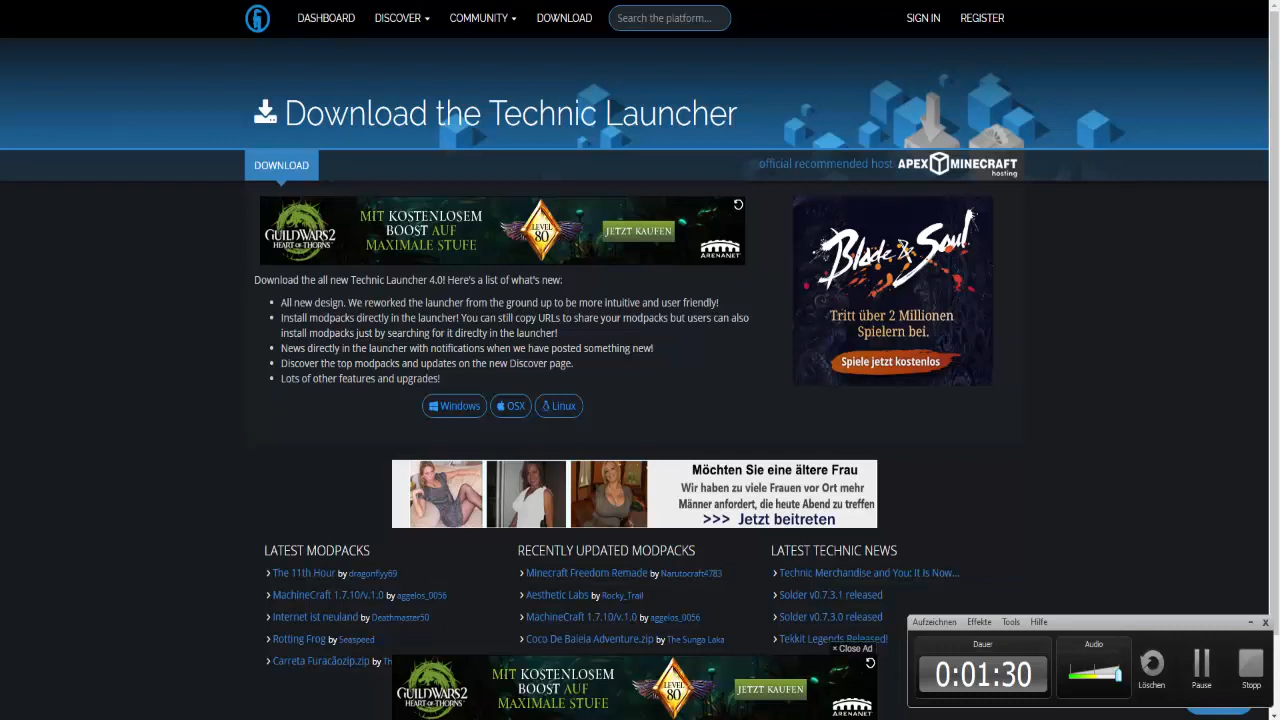 DASHBOARD
DISCOVER
COMMUNITY
DOWNLOAD
Search the platform...
SIGN IN
REGISTER
Download the Technic Launcher
DOWNLOAD
official recommended host APEX MINECRAFT hosting
GUILD WARS 2
HEART OF THORNS
MIT KOSTENLOSEM
BOOST AUF
MAXIMALE STUFE
LEVEL
80
JETZT KAUFEN
ARENANET
Blade & Soul
Tritt über 2 Millionen
Spielern bei.
Spiele jetzt kostenlos
Download the all new Technic Launcher 4.0! Here's a list of what's new:
All new design. We reworked the launcher from the ground up to be more intuitive and user friendly!
Install modpacks directly in the launcher! You can still copy URLs to share your modpacks but users can also
install modpacks just by searching for it direclty in the launcher!
News directly in the launcher with notifications when we have posted something new!
Discover the top modpacks and updates on the new Discover page.
Lots of other features and upgrades!
Windows
OSX
Linux
Möchten Sie eine ältere Frau
Wir haben zu viele Frauen vor Ort mehr
Männer anfordert, die heute Abend zu treffen
>>> Jetzt beitreten
LATEST MODPACKS
The 11th Hour by dragonflyy69
MachineCraft 1.7.10/v.1.0 by aggelos_0056
Internet ist neuland by Deathmaster50
Rotting Frog by Seaspeed
Carreta Furacãozip.zip by Th
RECENTLY UPDATED MODPACKS
Minecraft Freedom Remade by Narutocraft4783
Aesthetic Labs by Rocky_Trail
MachineCraft 1.7.10/v.1.0 by aggelos_0056
Coco De Baieia Adventure.zip by The Sunga Laka
LATEST TECHNIC NEWS
Technic Merchandise and You: It Is Now...
Solder v0.7.3.1 released
Solder v0.7.3.0 released
Tekkit Legends Released!
× Close Ad
GUILD WARS 2
HEART OF THORNS
MIT KOSTENLOSEM
BOOST AUF
MAXIMALE STUFE
LEVEL
80
JETZT KAUFEN
ARENANET
Aufzeichnen Effekte Tools Hilfe
Dauer
0:01:30
Audio
Löschen
Pause
Stopp